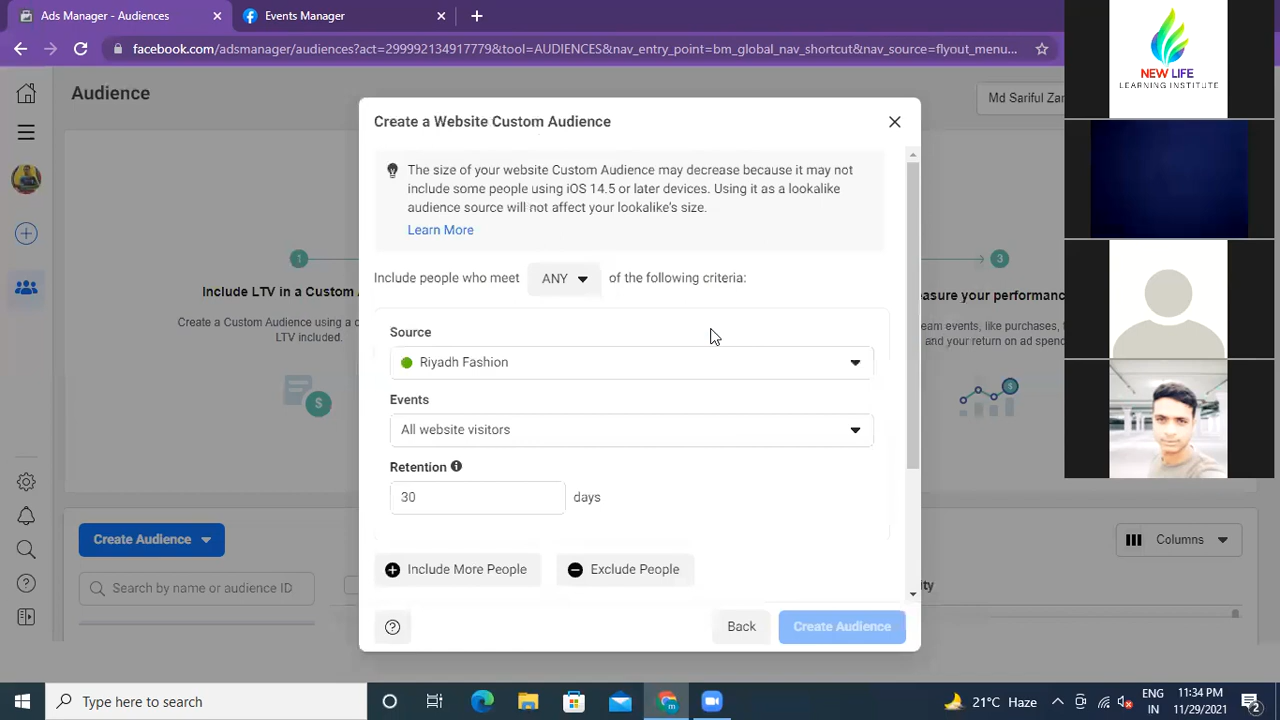 Ads Manager - Audiences
Events Manager
facebook.com/adsmanager/audiences?act=299992134917779&tool=AUDIENCES&nav_entry_point=bm_global_nav_shortcut&nav_source=flyout_menu...
NEW LIFE
LEARNING INSTITUTE
Audience
Md Sariful Zar
1
Include LTV in a Custom A
Create a Custom Audience using a c
LTV included.
3
asure your performanc
eam events, like purchases, t
and your return on ad spend
Create a Website Custom Audience
The size of your website Custom Audience may decrease because it may not
include some people using iOS 14.5 or later devices. Using it as a lookalike
audience source will not affect your lookalike's size.
Learn More
Include people who meet ANY of the following criteria:
Source
Riyadh Fashion
Events
All website visitors
Retention
30 days
Include More People
Exclude People
Back
Create Audience
Create Audience
Search by name or audience ID
Columns
ity
Type here to search
21°C Haze
ENG
IN
11:34 PM
11/29/2021
2